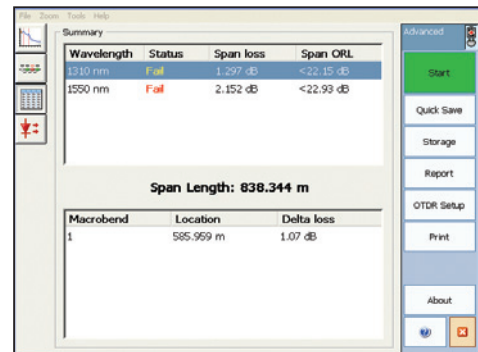 File Zoom Tools Help
Summary
Wavelength Status Span loss Span ORL
1310 nm Fail 1.297 dB <22.15 dB
1550 nm Fail 2.152 dB <22.93 dB
Span Length: 838.344 m
Macrobend Location Delta loss
1 585.959 m 1.07 dB
Advanced
Start
Quick Save
Storage
Report
OTDR Setup
Print
About